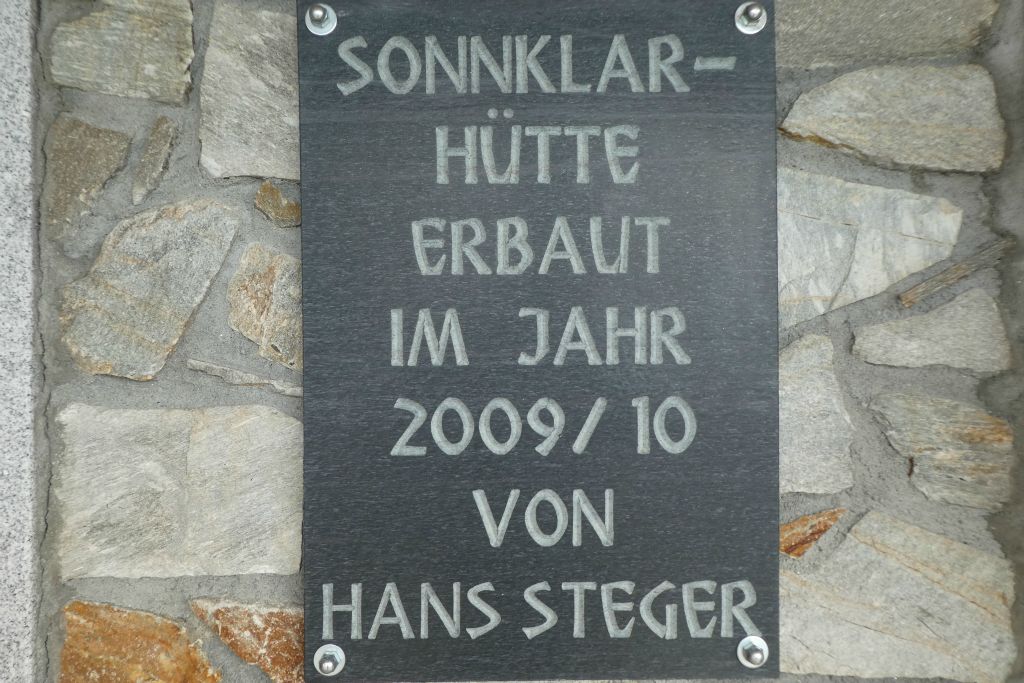 SONNKLAR-
HÜTTE
ERBAUT
IM JAHR
2009/10
VON
HANS STEGER